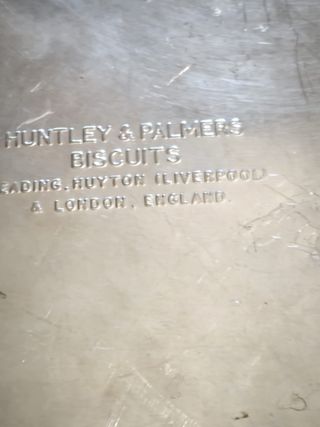 HUNTLEY & PALMERS
BISCUITS
EADING. HUYTON (LIVERPOOL)
& LONDON. ENGLAND.